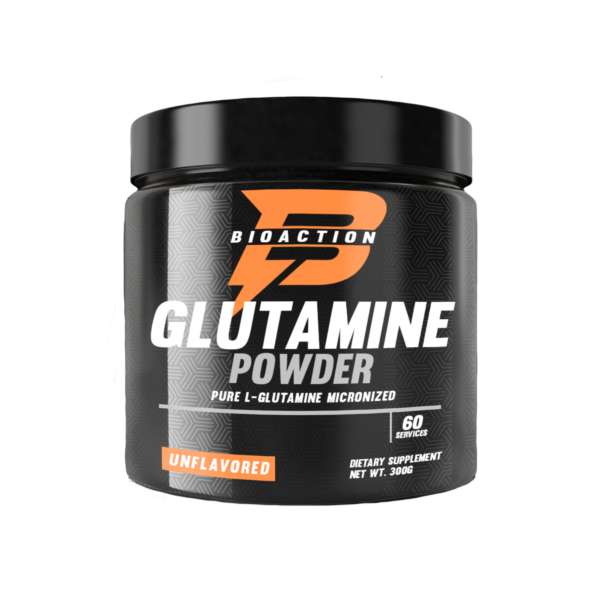 BIOACTION
GLUTAMINE
POWDER
PURE L-GLUTAMINE MICRONIZED
60
SERVICES
UNFLAVORED
DIETARY SUPPLEMENT
NET WT. 300G